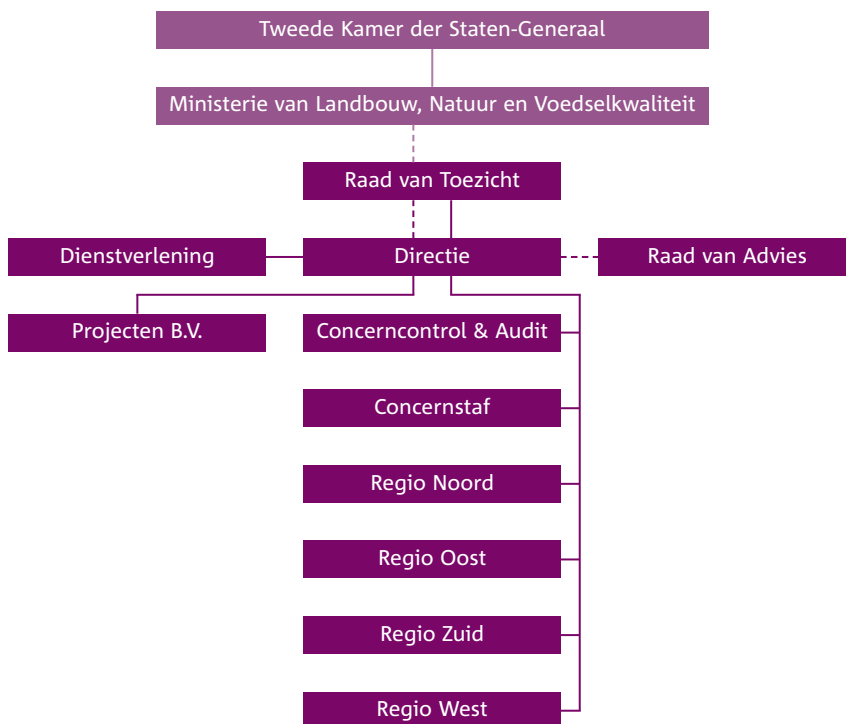 Tweede Kamer der Staten-Generaal
Ministerie van Landbouw, Natuur en Voedselkwaliteit
Raad van Toezicht
Dienstverlening
Directie
Raad van Advies
Projecten B.V.
Concerncontrol & Audit
Concernstaf
Regio Noord
Regio Oost
Regio Zuid
Regio West